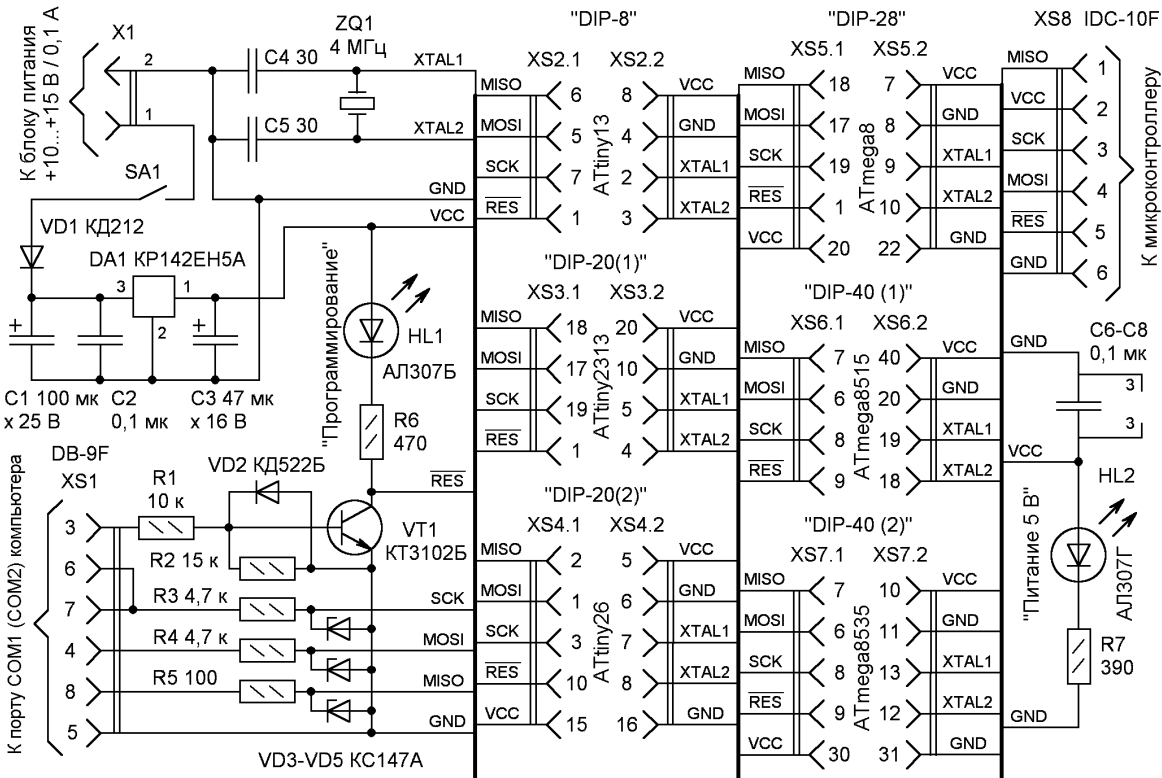 К блоку питания
+10...+15 В / 0,1 А
X1
2
1
SA1
C4 30
C5 30
ZQ1
4 МГц
XTAL1
XTAL2
GND
VCC
VD1 КД212
DA1 КР142ЕН5А
3
1
2
+
+
C1 100 мк
х 25 В
C2
0,1 мк
C3 47 мк
х 16 В
"Программирование"
HL1
АЛ307Б
R6
470
RES
DB-9F
XS1
К порту COM1 (COM2) компьютера
3
6
7
4
8
5
R1
10 к
VD2 КД522Б
VT1
КТ3102Б
R2 15 к
R3 4,7 к
R4 4,7 к
R5 100
SCK
MOSI
MISO
GND
VD3-VD5 КС147А
"DIP-8"
XS2.1 XS2.2
ATtiny13
MISO 6 8 VCC
MOSI 5 4 GND
SCK 7 2 XTAL1
RES 1 3 XTAL2
"DIP-20(1)"
XS3.1 XS3.2
ATtiny2313
MISO 18 20 VCC
MOSI 17 10 GND
SCK 19 5 XTAL1
RES 1 4 XTAL2
"DIP-20(2)"
XS4.1 XS4.2
ATtiny26
MISO 2 5 VCC
MOSI 1 6 GND
SCK 3 7 XTAL1
RES 10 8 XTAL2
VCC 15 16 GND
"DIP-28"
XS5.1 XS5.2
ATmega8
MISO 18 7 VCC
MOSI 17 8 GND
SCK 19 9 XTAL1
RES 1 10 XTAL2
VCC 20 22 GND
"DIP-40 (1)"
XS6.1 XS6.2
ATmega8515
MISO 7 40 VCC
MOSI 6 20 GND
SCK 8 19 XTAL1
RES 9 18 XTAL2
"DIP-40 (2)"
XS7.1 XS7.2
ATmega8535
MISO 7 10 VCC
MOSI 6 11 GND
SCK 8 13 XTAL1
RES 9 12 XTAL2
VCC 30 31 GND
XS8 IDC-10F
MISO 1
VCC 2
SCK 3
MOSI 4
RES 5
GND 6
К микроконтроллеру
GND
C6-C8
0,1 мк
3
3
VCC
HL2
"Питание 5 В"
АЛ307Г
R7
390
GND